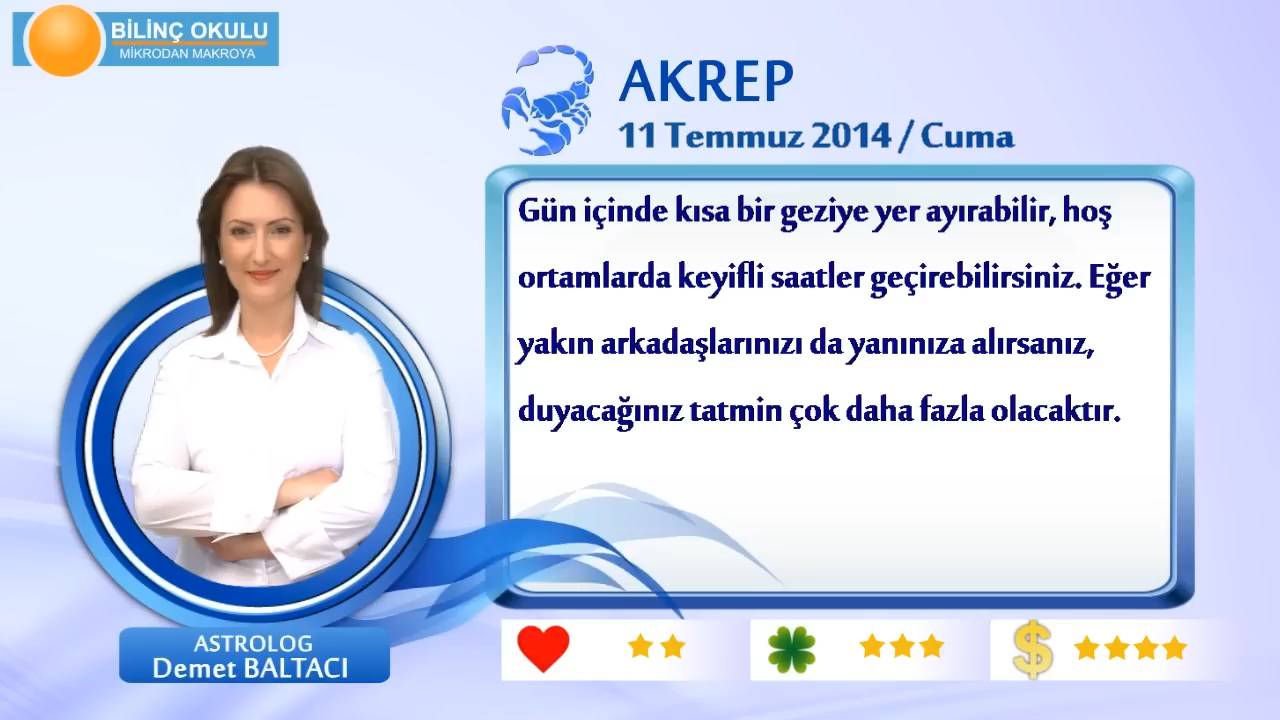 BİLİNÇ OKULU
MİKRODAN MAKROYA
AKREP
11 Temmuz 2014 / Cuma
Gün içinde kısa bir geziye yer ayırabilir, hoş
ortamlarda keyifli saatler geçirebilirsiniz. Eğer
yakın arkadaşlarınızı da yanınıza alırsanız,
duyacağınız tatmin çok daha fazla olacaktır.
ASTROLOG
Demet BALTACI
$